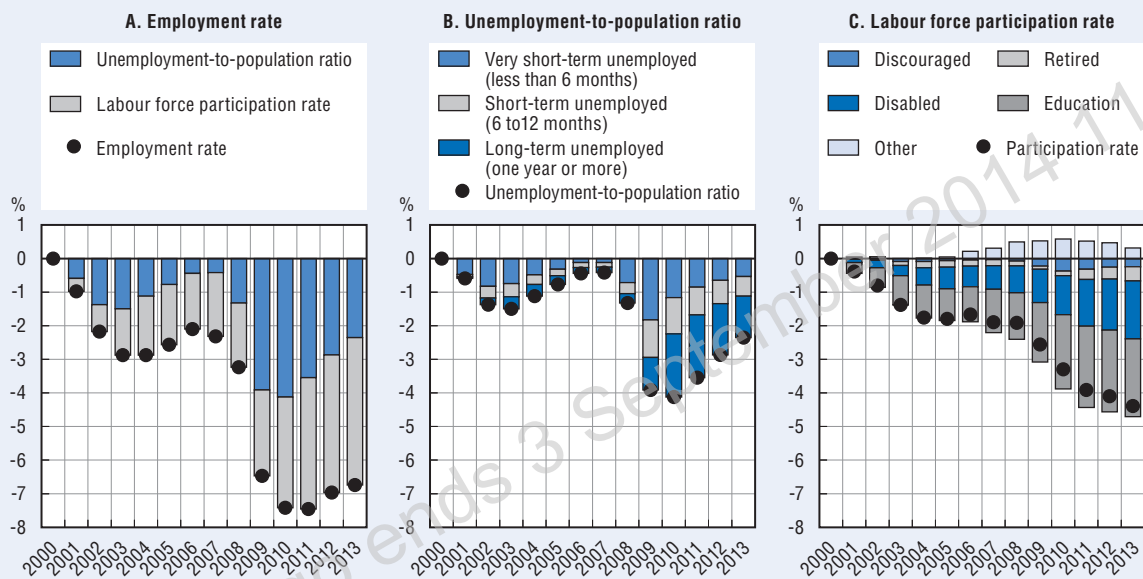 A. Employment rate
Unemployment-to-population ratio
Labour force participation rate
Employment rate
%
1
0
-1
-2
-3
-4
-5
-6
-7
-8
2000 2001 2002 2003 2004 2005 2006 2007 2008 2009 2010 2011 2012 2013
B. Unemployment-to-population ratio
Very short-term unemployed
(less than 6 months)
Short-term unemployed
(6 to12 months)
Long-term unemployed
(one year or more)
Unemployment-to-population ratio
%
1
0
-1
-2
-3
-4
-5
-6
-7
-8
2000 2001 2002 2003 2004 2005 2006 2007 2008 2009 2010 2011 2012 2013
C. Labour force participation rate
Discouraged Retired
Disabled Education
Other Participation rate
%
1
0
-1
-2
-3
-4
-5
-6
-7
-8
2000 2001 2002 2003 2004 2005 2006 2007 2008 2009 2010 2011 2012 2013
ends 3 September 2014 11